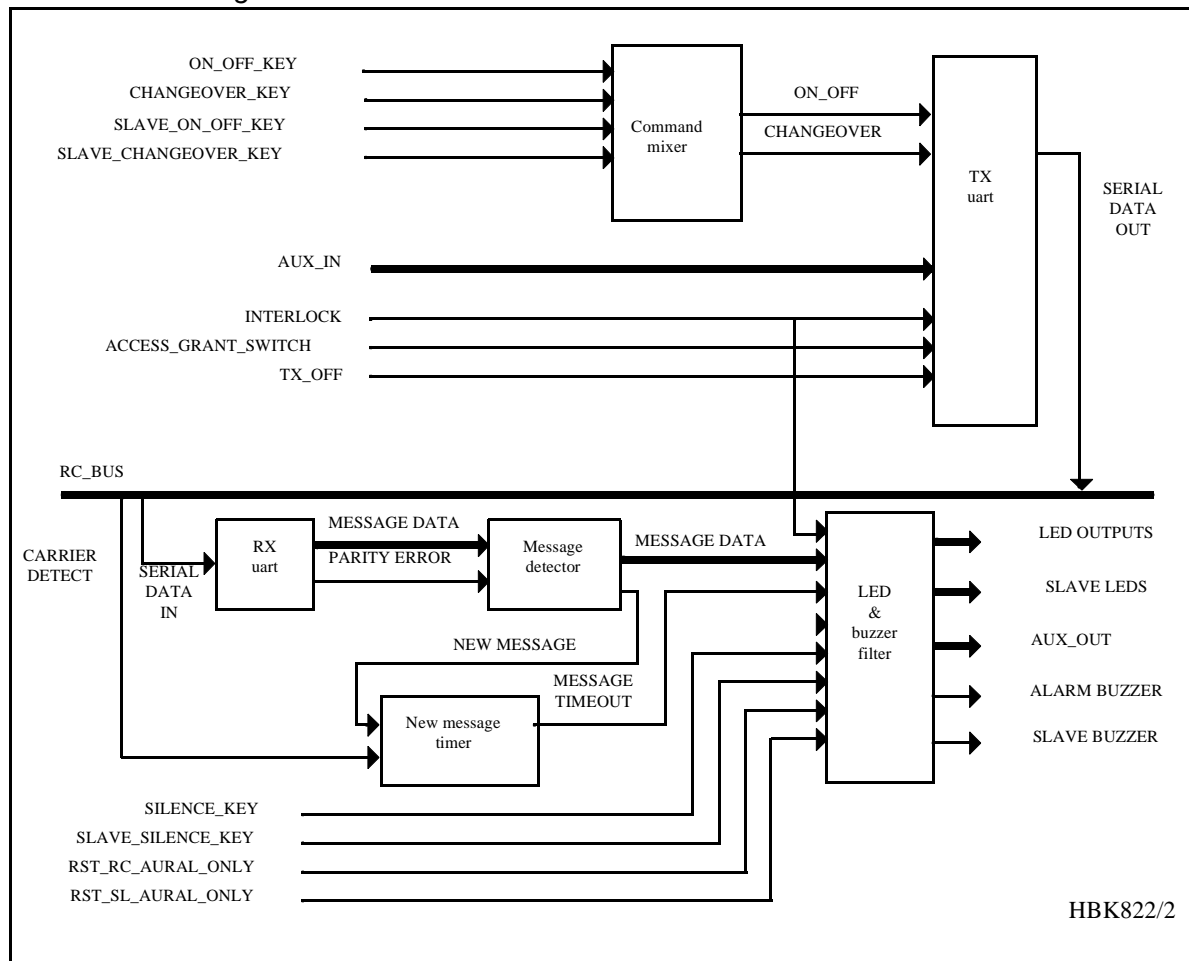 ON_OFF_KEY
CHANGEOVER_KEY
SLAVE_ON_OFF_KEY
SLAVE_CHANGEOVER_KEY
Command
mixer
ON_OFF
CHANGEOVER
TX
uart
SERIAL
DATA
OUT
AUX_IN
INTERLOCK
ACCESS_GRANT_SWITCH
TX_OFF
RC_BUS
CARRIER
DETECT
SERIAL
DATA
IN
RX
uart
MESSAGE DATA
PARITY ERROR
Message
detector
MESSAGE DATA
NEW MESSAGE
MESSAGE
TIMEOUT
New message
timer
LED
&
buzzer
filter
LED OUTPUTS
SLAVE LEDS
AUX_OUT
ALARM BUZZER
SLAVE BUZZER
SILENCE_KEY
SLAVE_SILENCE_KEY
RST_RC_AURAL_ONLY
RST_SL_AURAL_ONLY
HBK822/2